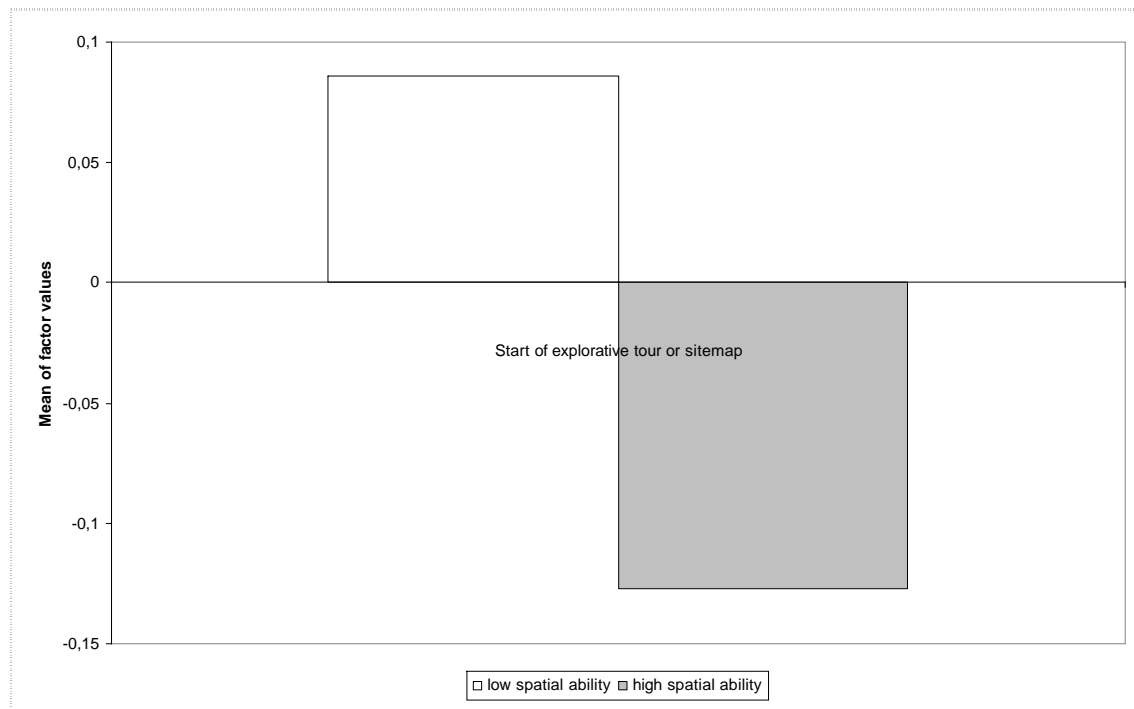 0,1
0,05
0
-0,05
-0,1
-0,15
Mean of factor values
Start of explorative tour or sitemap
low spatial ability high spatial ability